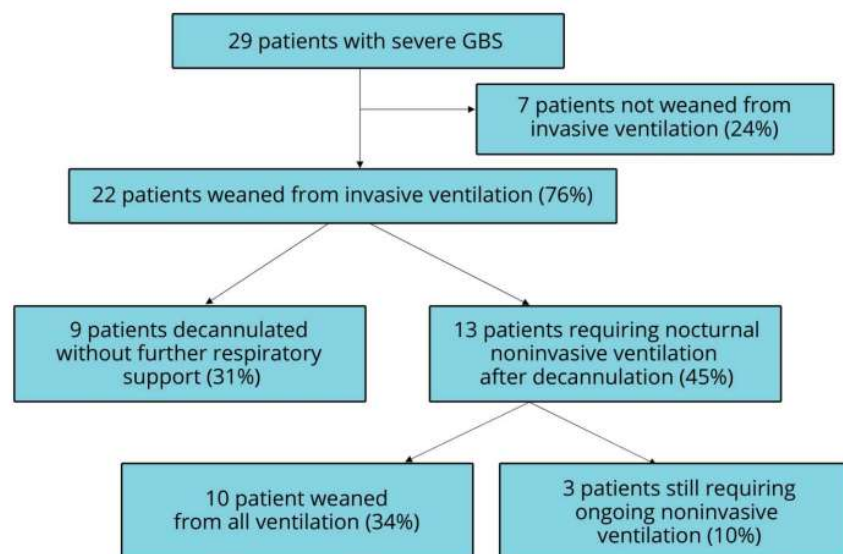 29 patients with severe GBS
7 patients not weaned from
invasive ventilation (24%)
22 patients weaned from invasive ventilation (76%)
9 patients decannulated
without further respiratory
support (31%)
13 patients requiring nocturnal
noninvasive ventilation
after decannulation (45%)
10 patient weaned
from all ventilation (34%)
3 patients still requiring
ongoing noninvasive
ventilation (10%)